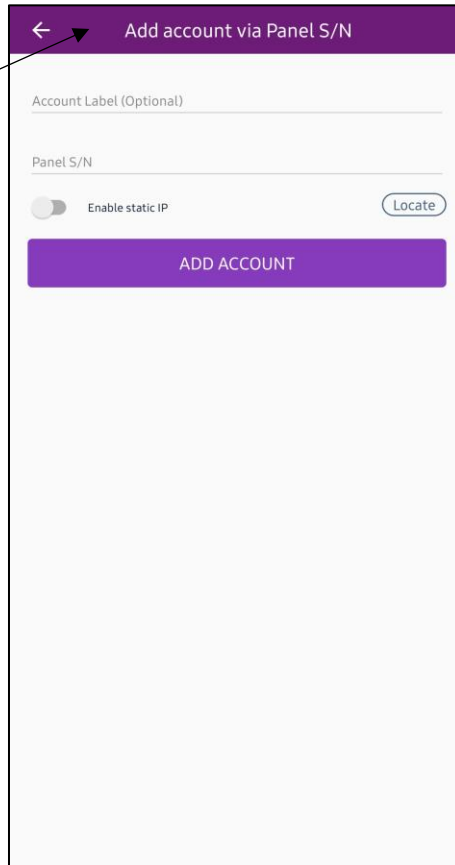 Add account via Panel S/N
Account Label (Optional)
Panel S/N
Enable static IP
Locate
ADD ACCOUNT